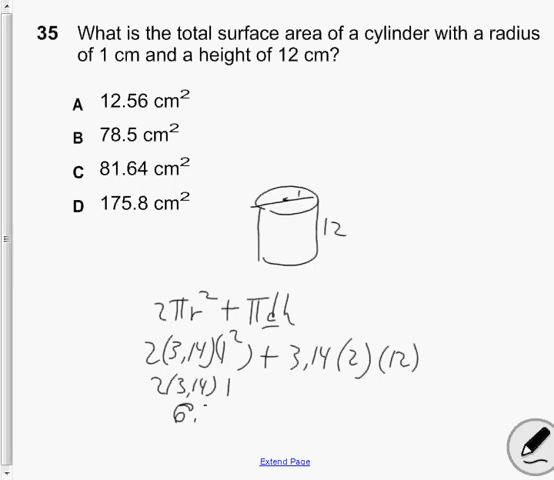 35 What is the total surface area of a cylinder with a radius
of 1 cm and a height of 12 cm?
A 12.56 cm²
B 78.5 cm²
C 81.64 cm²
D 175.8 cm²
1
12
2πr² + πdh
2(3,14)(1²) + 3,14(2)(12)
2(3,14) 1
6.
Extend Page